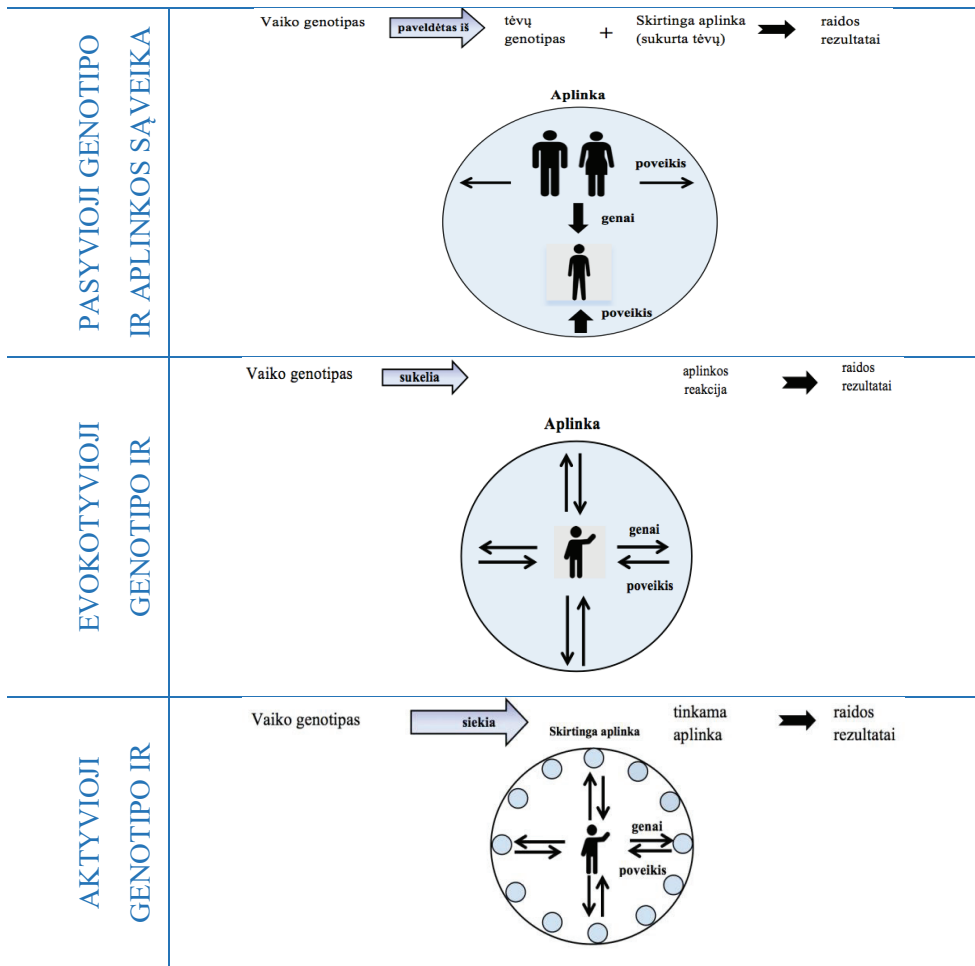 PASYVIOJI GENOTIPO
IR APLINKOS SĄVEIKA
Vaiko genotipas paveldėtas iš tėvų genotipas + Skirtinga aplinka (sukurta tėvų) raidos rezultatai
Aplinka
poveikis
genai
poveikis
EVOKOTYVIOJI
GENOTIPO IR
Vaiko genotipas sukelia aplinkos reakcija raidos rezultatai
Aplinka
genai
poveikis
AKTYVIOJI
GENOTIPO IR
Vaiko genotipas siekia tinkama aplinka raidos rezultatai
Skirtinga aplinka
genai
poveikis